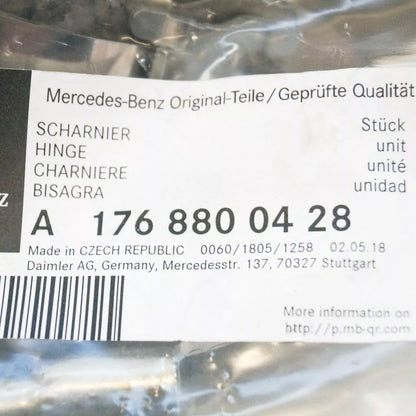 Mercedes-Benz Original-Teile/Geprüfte Qualität
SCHARNIER Stück
HINGE unit
CHARNIERE unité
BISAGRA unidad
z
A 176 880 04 28
Made in CZECH REPUBLIC 0060/1805/1258 02.05.18
Daimler AG, Germany, Mercedesstr. 137, 70327 Stuttgart
More information on
http://p.mb-qr.com/